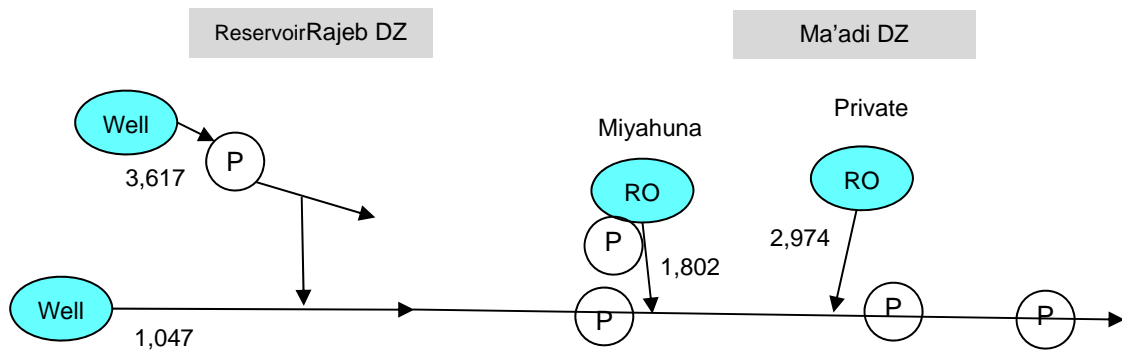 ReservoirRajeb DZ
Ma’adi DZ
Well
P
3,617
Miyahuna
Private
RO
RO
P
1,802
2,974
Well
1,047
P
P
P